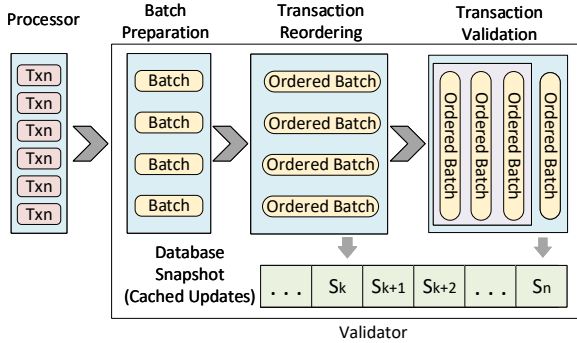 Processor
Txn
Txn
Txn
Txn
Txn
Txn
Batch
Preparation
Batch
Batch
Batch
Batch
Transaction
Reordering
Ordered Batch
Ordered Batch
Ordered Batch
Ordered Batch
Transaction
Validation
Ordered Batch
Ordered Batch
Ordered Batch
Ordered Batch
Database
Snapshot
(Cached Updates)
. . . Sk Sk+1 Sk+2 . . . Sn
Validator